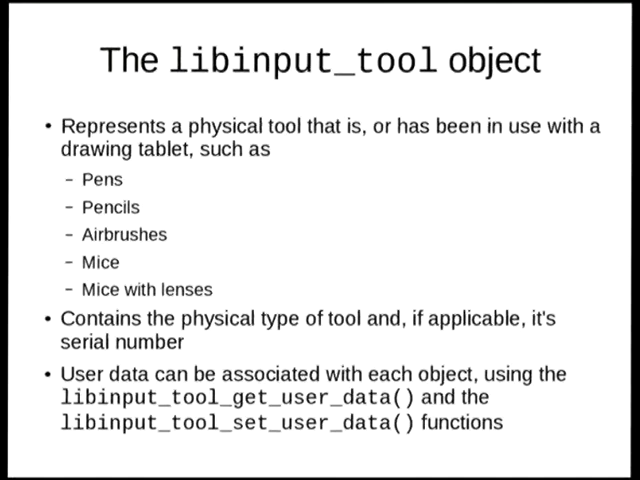 The libinput_tool object
• Represents a physical tool that is, or has been in use with a
drawing tablet, such as
– Pens
– Pencils
– Airbrushes
– Mice
– Mice with lenses
• Contains the physical type of tool and, if applicable, it's
serial number
• User data can be associated with each object, using the
libinput_tool_get_user_data() and the
libinput_tool_set_user_data() functions